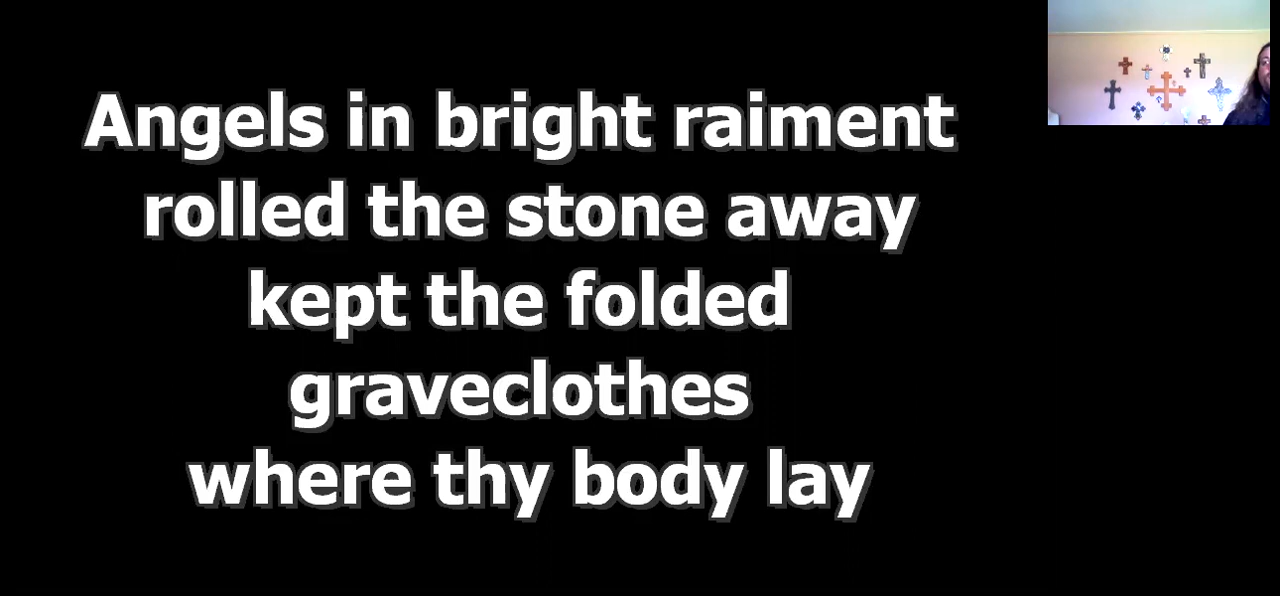 Angels in bright raiment
rolled the stone away
kept the folded
graveclothes
where thy body lay